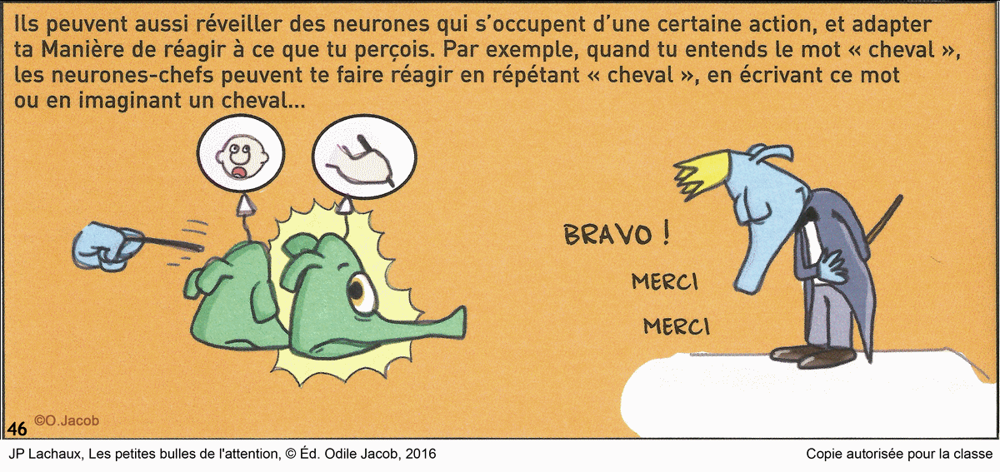 Ils peuvent aussi réveiller des neurones qui s'occupent d'une certaine action, et adapter
ta Manière de réagir à ce que tu perçois. Par exemple, quand tu entends le mot « cheval »,
les neurones-chefs peuvent te faire réagir en répétant « cheval », en écrivant ce mot
ou en imaginant un cheval...
BRAVO !
MERCI
MERCI
46 ©O.Jacob
JP Lachaux, Les petites bulles de l'attention, © Éd. Odile Jacob, 2016
Copie autorisée pour la classe